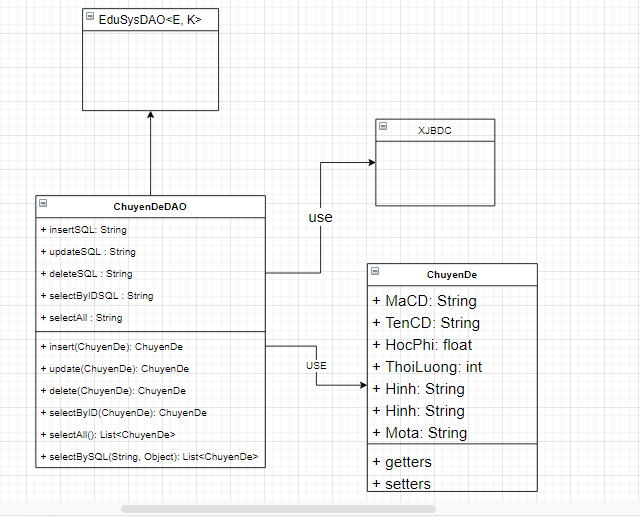 EduSysDAO<E, K>
XJBDC
ChuyenDeDAO
+ insertSQL: String
+ updateSQL : String
+ deleteSQL : String
+ selectByIDSQL : String
+ selectAll : String
+ insert(ChuyenDe): ChuyenDe
+ update(ChuyenDe): ChuyenDe
+ delete(ChuyenDe): ChuyenDe
+ selectByID(ChuyenDe): ChuyenDe
+ selectAll(): List<ChuyenDe>
+ selectBySQL(String, Object): List<ChuyenDe>
use
USE
ChuyenDe
+ MaCD: String
+ TenCD: String
+ HocPhi: float
+ ThoiLuong: int
+ Hinh: String
+ Hinh: String
+ Mota: String
+ getters
+ setters